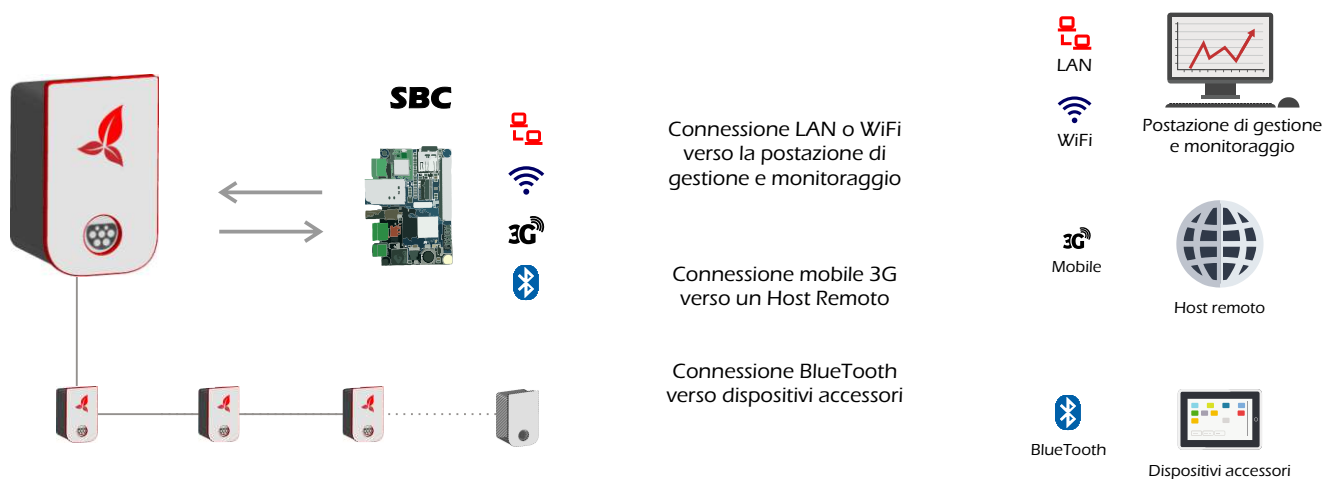 SBC
3G
Connessione LAN o WiFi
verso la postazione di
gestione e monitoraggio
Connessione mobile 3G
verso un Host Remoto
Connessione BlueTooth
verso dispositivi accessori
LAN
WiFi
Postazione di gestione
e monitoraggio
3G
Mobile
Host remoto
BlueTooth
Dispositivi accessori